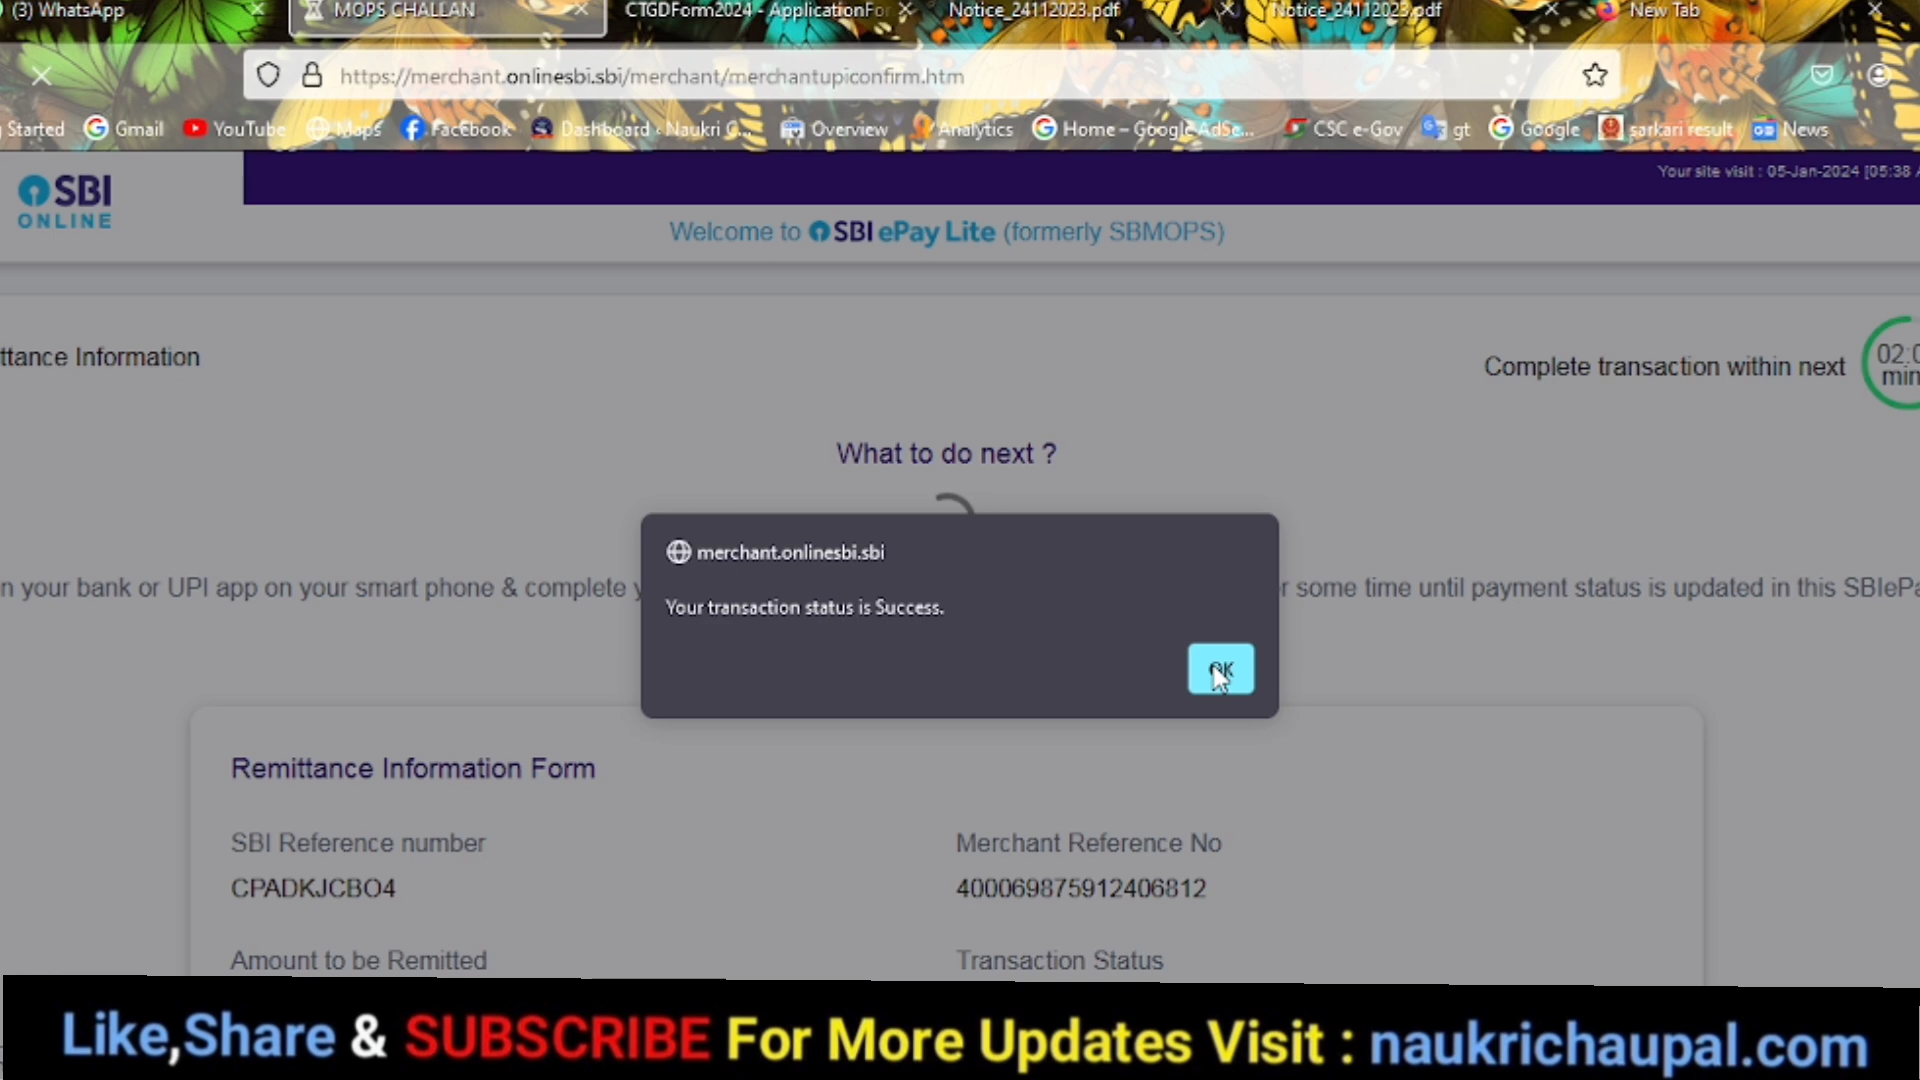 (3) WhatsApp
MOPS CHALLAN
CTGDForm2024 - ApplicationFor
Notice_24112023.pdf
Notice_24112023.pdf
New Tab
https://merchant.onlinesbi.sbi/merchant/merchantupiconfirm.htm
Started
Gmail
YouTube
Maps
Facebook
Dashboard ‹ Naukri C...
Overview
Analytics
Home – Google AdSe...
CSC e-Gov
gt
Google
sarkari result
News
SBI
ONLINE
Your site visit : 05-Jan-2024 [05:38 A
Welcome to SBI ePay Lite (formerly SBMOPS)
ttance Information
Complete transaction within next
02:0
min
What to do next ?
n your bank or UPI app on your smart phone & complete y
r some time until payment status is updated in this SBIePa
merchant.onlinesbi.sbi
Your transaction status is Success.
OK
Remittance Information Form
SBI Reference number
Merchant Reference No
CPADKJCBO4
400069875912406812
Amount to be Remitted
Transaction Status
Like,Share & SUBSCRIBE For More Updates Visit : naukrichaupal.com